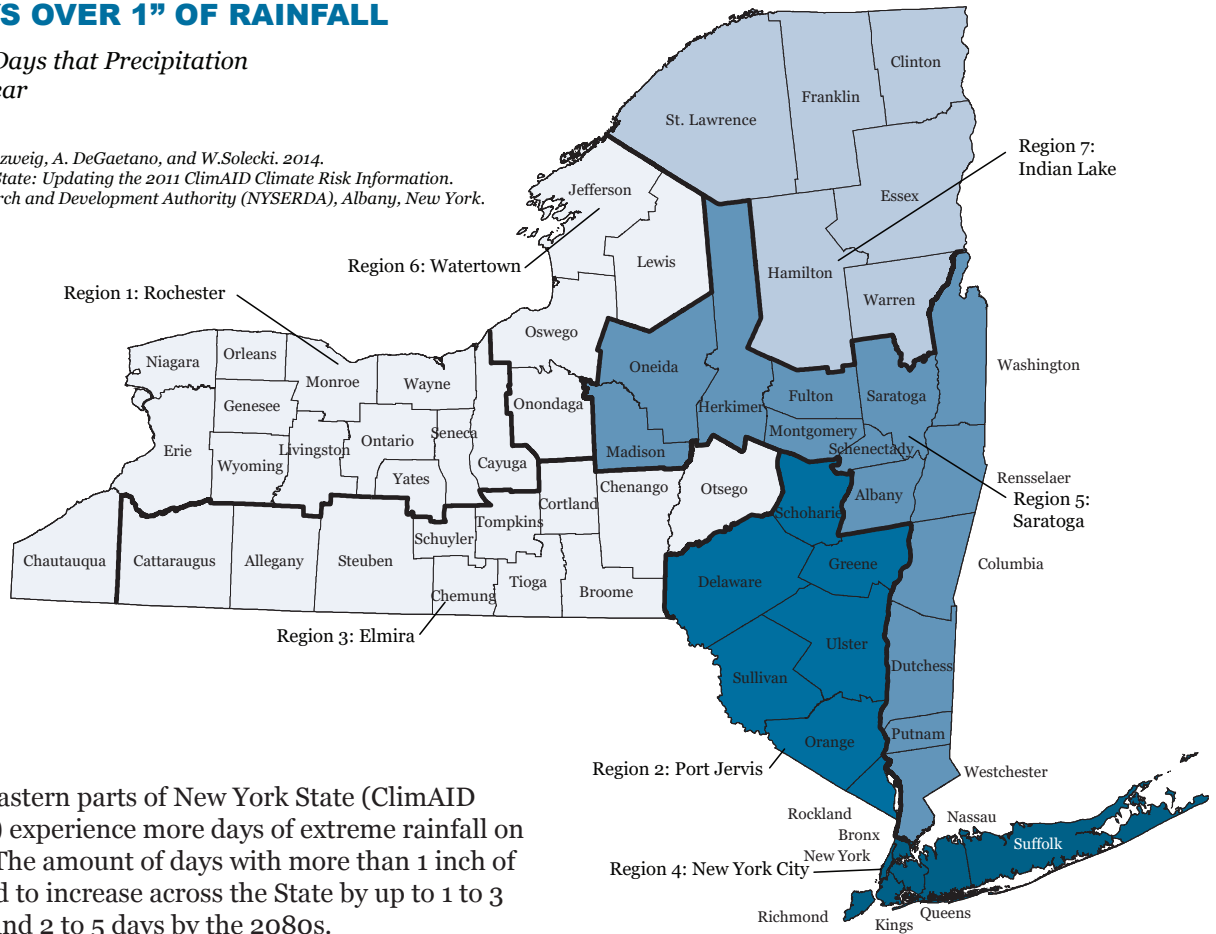 S OVER 1” OF RAINFALL
Days that Precipitation
ear
zweig, A. DeGaetano, and W.Solecki. 2014.
State: Updating the 2011 ClimAID Climate Risk Information.
rch and Development Authority (NYSERDA), Albany, New York.
Clinton
Franklin
St. Lawrence
Region 7:
Indian Lake
Jefferson
Essex
Lewis
Region 6: Watertown
Hamilton
Region 1: Rochester
Warren
Oswego
Niagara
Orleans
Monroe
Wayne
Oneida
Washington
Genesee
Onondaga
Herkimer
Fulton
Saratoga
Erie
Wyoming
Livingston
Ontario
Seneca
Montgomery
Schenectady
Yates
Cayuga
Madison
Rensselaer
Region 5:
Saratoga
Chenango
Otsego
Albany
Cortland
Tompkins
Schoharie
Schuyler
Chautauqua
Cattaraugus
Allegany
Steuben
Columbia
Greene
Delaware
Tioga
Broome
Chemung
Region 3: Elmira
Ulster
Dutchess
Sullivan
Putnam
Orange
Region 2: Port Jervis
Westchester
astern parts of New York State (ClimAID
) experience more days of extreme rainfall on
The amount of days with more than 1 inch of
d to increase across the State by up to 1 to 3
nd 2 to 5 days by the 2080s.
Rockland
Bronx
Nassau
New York
Suffolk
Region 4: New York City
Richmond
Kings
Queens